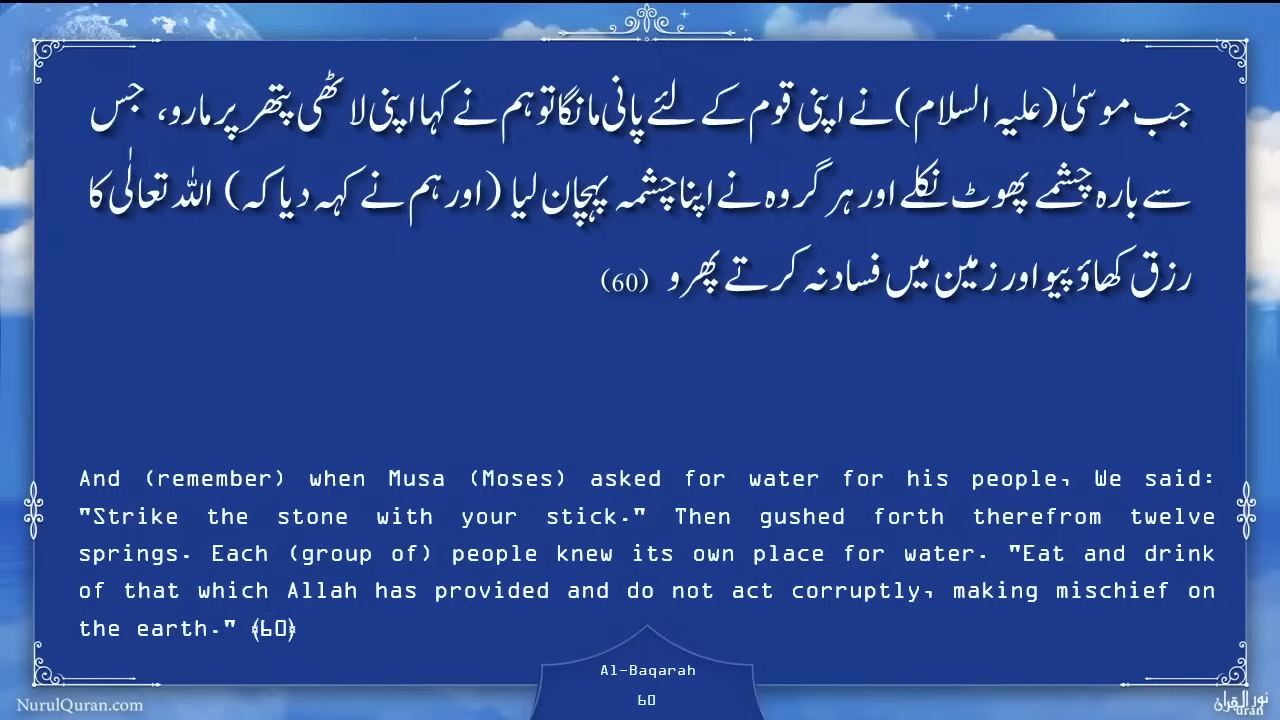 جب موسیٰ(علیہ السلام)نے اپنی قوم کے لئے پانی مانگا تو ہم نے کہا اپنی لاٹھی پتھر پر مارو، جس
سے بارہ چشمے پھوٹ نکلے اور ہر گروہ نے اپنا چشمہ پہچان لیا (اور ہم نے کہہ دیا کہ) اللہ تعالٰی کا
رزق کھاؤ پیو اور زمین میں فساد نہ کرتے پھرو (60)
And (remember) when Musa (Moses) asked for water for his people, We said:
"Strike the stone with your stick." Then gushed forth therefrom twelve
springs. Each (group of) people knew its own place for water. "Eat and drink
of that which Allah has provided and do not act corruptly, making mischief on
the earth." ﴾60﴿
Al-Baqarah
60
NurulQuran.com
نور القرآن
uran